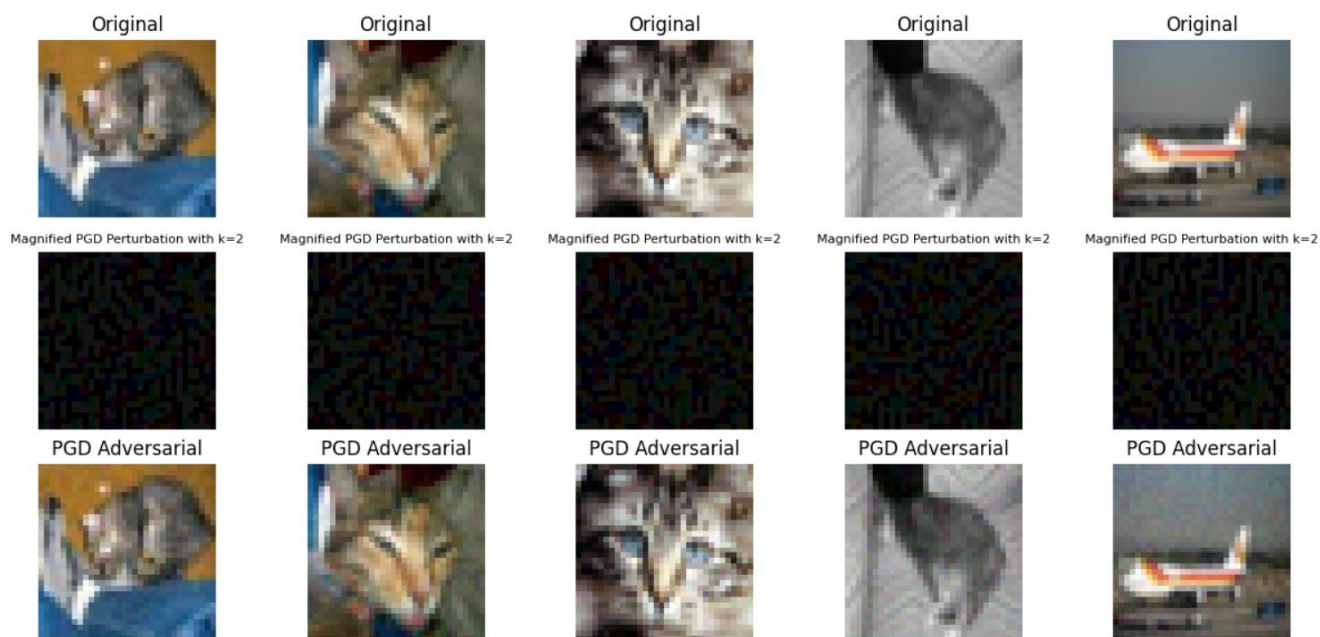 Original Original Original Original Original
Magnified PGD Perturbation with k=2 Magnified PGD Perturbation with k=2 Magnified PGD Perturbation with k=2 Magnified PGD Perturbation with k=2 Magnified PGD Perturbation with k=2
PGD Adversarial PGD Adversarial PGD Adversarial PGD Adversarial PGD Adversarial